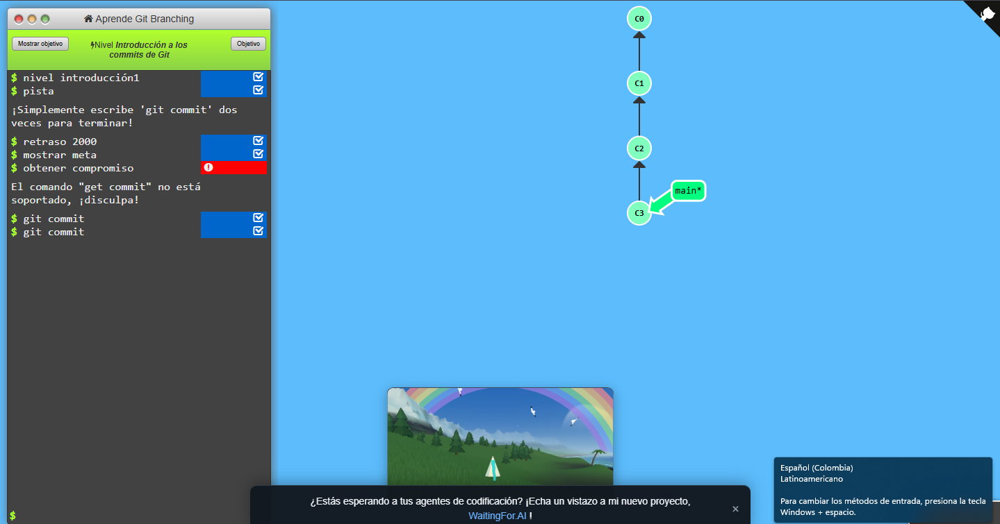 Aprende Git Branching
Mostrar objetivo
Nivel Introducción a los
commits de Git
Objetivo
$ nivel introducción1
$ pista
¡Simplemente escribe 'git commit' dos
veces para terminar!
$ retraso 2000
$ mostrar meta
$ obtener compromiso
El comando "get commit" no está
soportado, ¡disculpa!
$ git commit
$ git commit
$
C0
C1
C2
main*
C3
¿Estás esperando a tus agentes de codificación? ¡Echa un vistazo a mi nuevo proyecto,
WaitingFor.AI !
×
Español (Colombia)
Latinoamericano
Para cambiar los métodos de entrada, presiona la tecla
Windows + espacio.